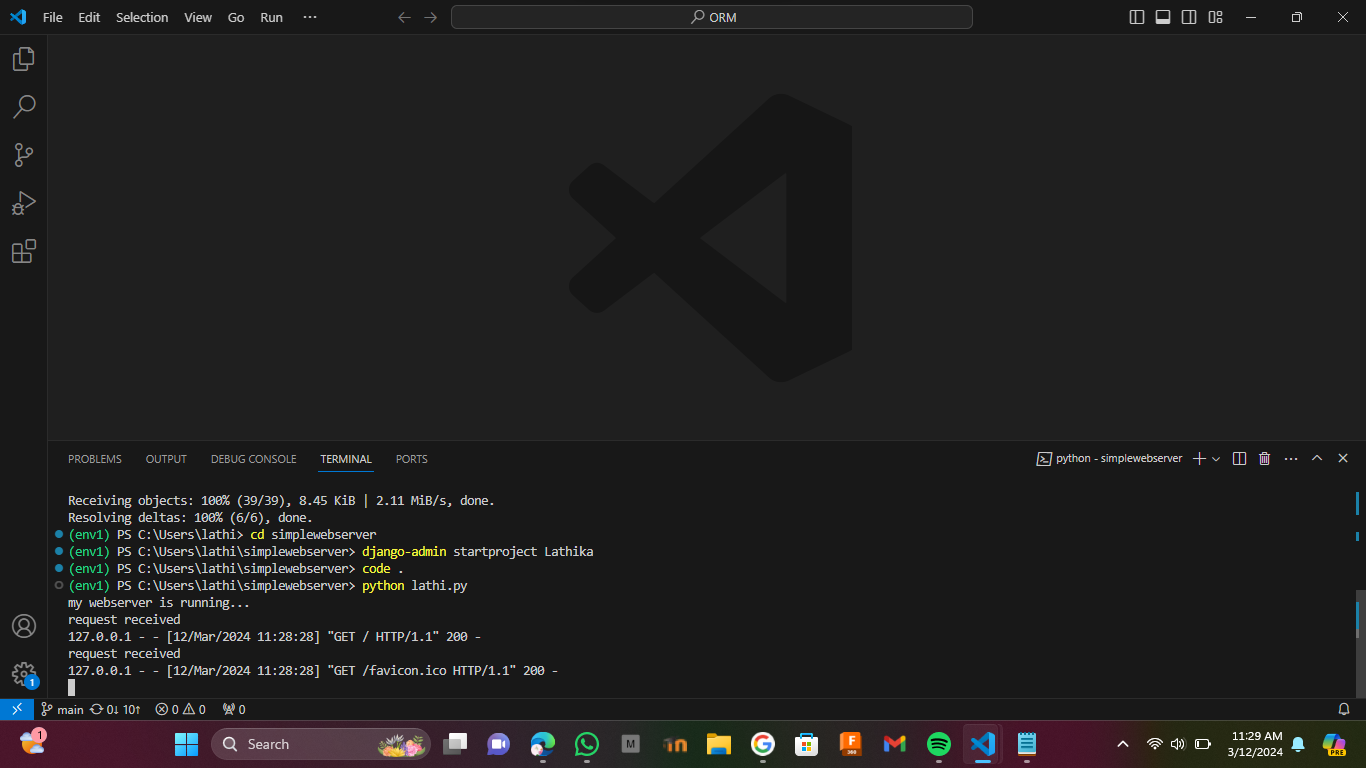 File Edit Selection View Go Run ···
ORM
PROBLEMS OUTPUT DEBUG CONSOLE TERMINAL PORTS
python - simplewebserver
Receiving objects: 100% (39/39), 8.45 KiB | 2.11 MiB/s, done.
Resolving deltas: 100% (6/6), done.
(env1) PS C:\Users\lathi> cd simplewebserver
(env1) PS C:\Users\lathi\simplewebserver> django-admin startproject Lathika
(env1) PS C:\Users\lathi\simplewebserver> code .
(env1) PS C:\Users\lathi\simplewebserver> python lathi.py
my webserver is running...
request received
127.0.0.1 - - [12/Mar/2024 11:28:28] "GET / HTTP/1.1" 200 -
request received
127.0.0.1 - - [12/Mar/2024 11:28:28] "GET /favicon.ico HTTP/1.1" 200 -
1
main 0↓ 10↑ 0 0 0
1
Search
M
F
360
11:29 AM
3/12/2024
PRE